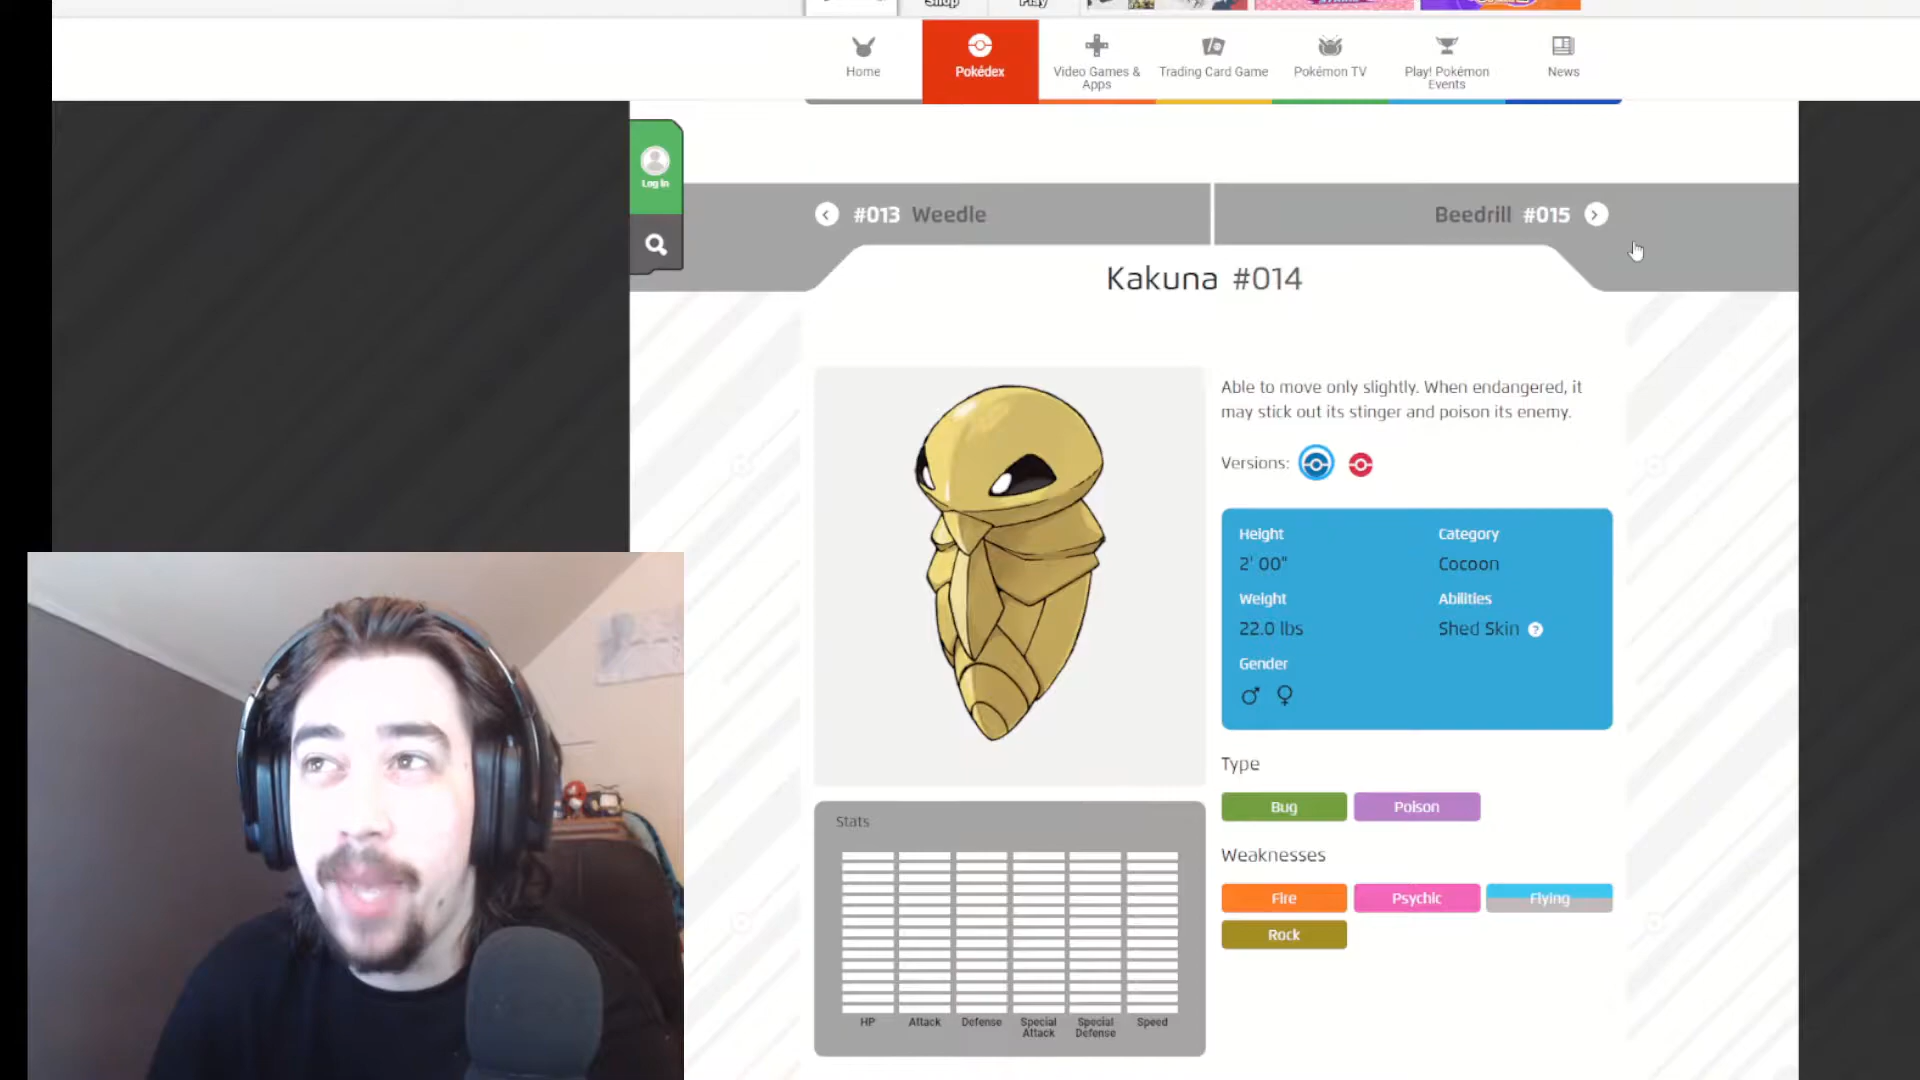 Shop
Play
Home
Pokédex
Video Games &
Apps
Trading Card Game
Pokémon TV
Play! Pokémon
Events
News
Log in
#013 Weedle
Beedrill #015
Kakuna #014
Able to move only slightly. When endangered, it
may stick out its stinger and poison its enemy.
Versions:
Height
2' 00"
Category
Cocoon
Weight
22.0 lbs
Abilities
Shed Skin ?
Gender
Type
Bug
Poison
Weaknesses
Fire
Psychic
Flying
Rock
Stats
HP
Attack
Defense
Special
Attack
Special
Defense
Speed